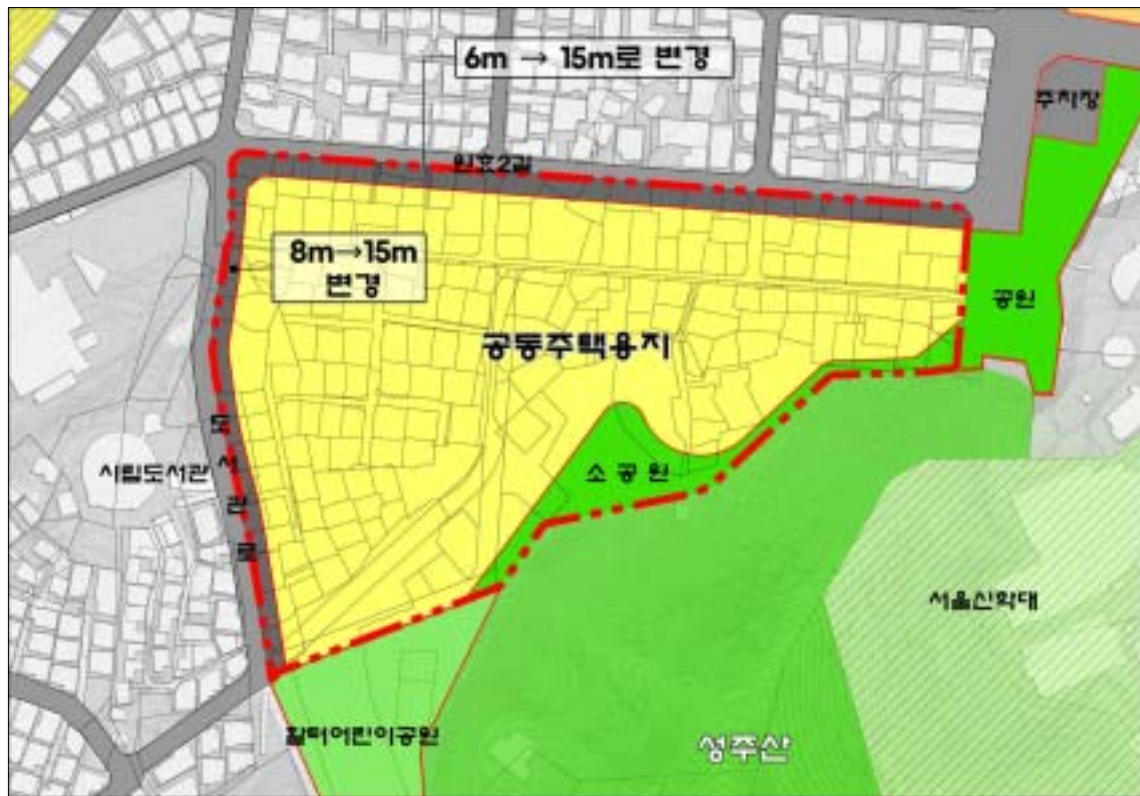 6m → 15m로 변경
주차장
원효2길
8m→15m
변경
공원
공동주택용지
소 공 원
시립도서관
도서관로
서울신학대
활터어린이공원
성주산